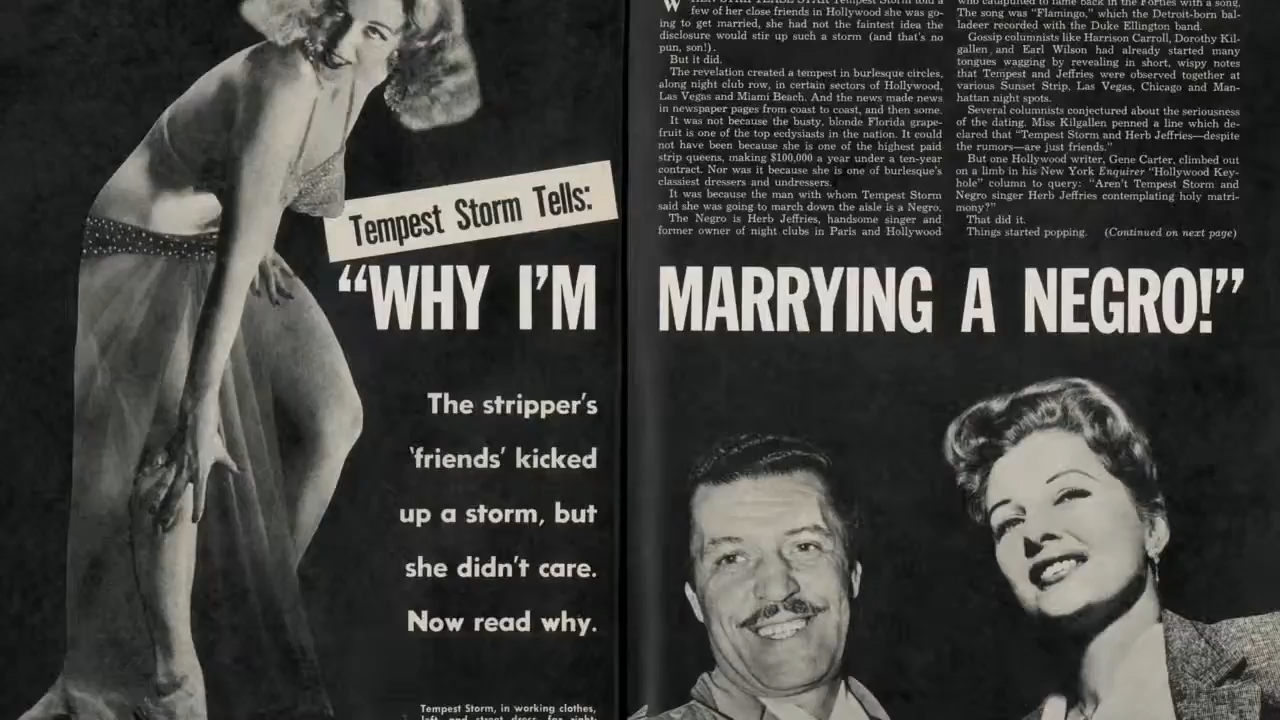 Tempest Storm Tells:
“WHY I’M MARRYING A NEGRO!”
The stripper’s
‘friends’ kicked
up a storm, but
she didn’t care.
Now read why.
Tempest Storm, in working clothes,
left, and street dress, far right:
few of her close friends in Hollywood she was go-
ing to get married, she had not the faintest idea the
disclosure would stir up such a storm (and that’s no
pun, son!).
But it did.
The revelation created a tempest in burlesque circles,
along night club row, in certain sectors of Hollywood,
Las Vegas and Miami Beach. And the news made news
in newspaper pages from coast to coast, and then some.
It was not because the busty, blonde Florida grape-
fruit is one of the top ecdysiasts in the nation. It could
not have been because she is one of the highest paid
strip queens, making $100,000 a year under a ten-year
contract. Nor was it because she is one of burlesque’s
classiest dressers and undressers.
It was because the man with whom Tempest Storm
said she was going to march down the aisle is a Negro.
The Negro is Herb Jeffries, handsome singer and
former owner of night clubs in Paris and Hollywood
who catapulted to fame back in the Forties with a song.
The song was “Flamingo,” which the Detroit-born bal-
ladeer recorded with the Duke Ellington band.
Gossip columnists like Harrison Carroll, Dorothy Kil-
gallen and Earl Wilson had already started many
tongues wagging by revealing in short, wispy notes
that Tempest and Jeffries were observed together at
various Sunset Strip, Las Vegas, Chicago and Man-
hattan night spots.
Several columnists conjectured about the seriousness
of the dating. Miss Kilgallen penned a line which de-
clared that “Tempest Storm and Herb Jeffries—despite
the rumors—are just friends.”
But one Hollywood writer, Gene Carter, climbed out
on a limb in his New York Enquirer “Hollywood Key-
hole” column to query: “Aren’t Tempest Storm and
Negro singer Herb Jeffries contemplating holy matri-
mony?”
That did it.
Things started popping. (Continued on next page)